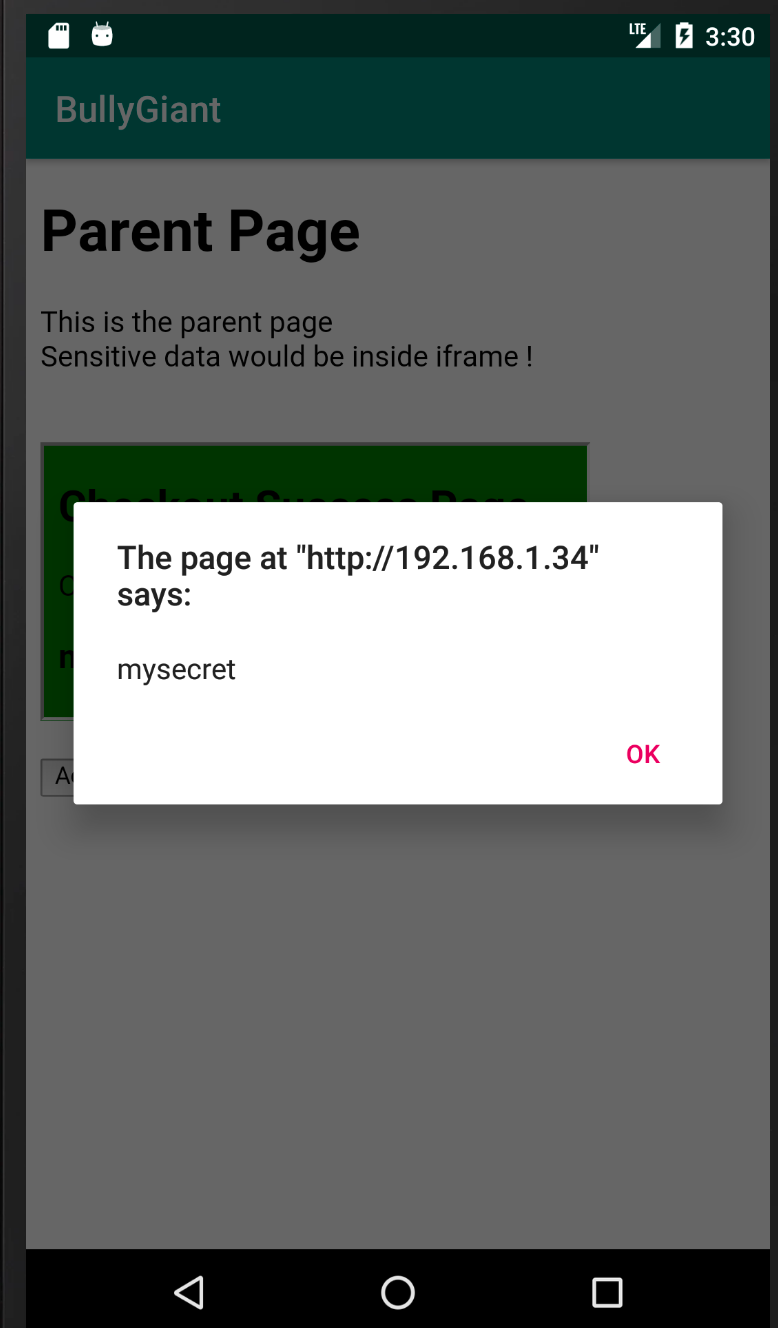 LTE 3:30
BullyGiant
Parent Page
This is the parent page
Sensitive data would be inside iframe !
The page at "http://192.168.1.34"
says:
mysecret
OK